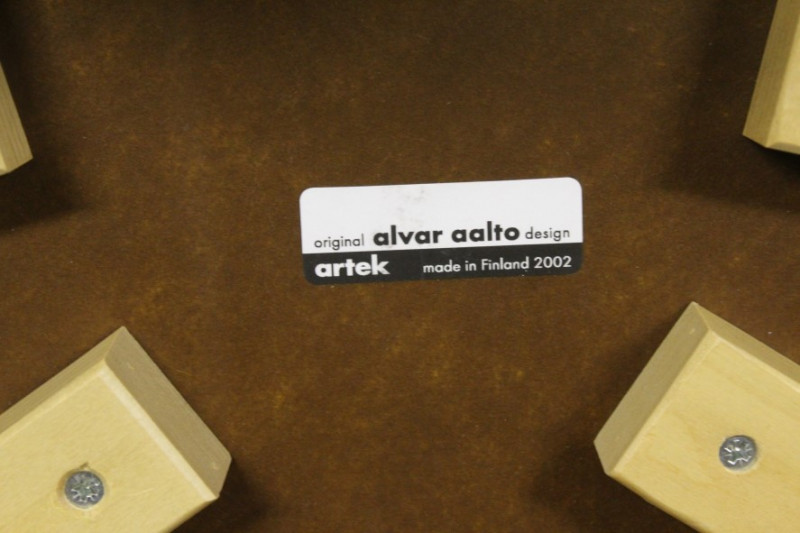 original alvar aalto design
artek made in Finland 2002